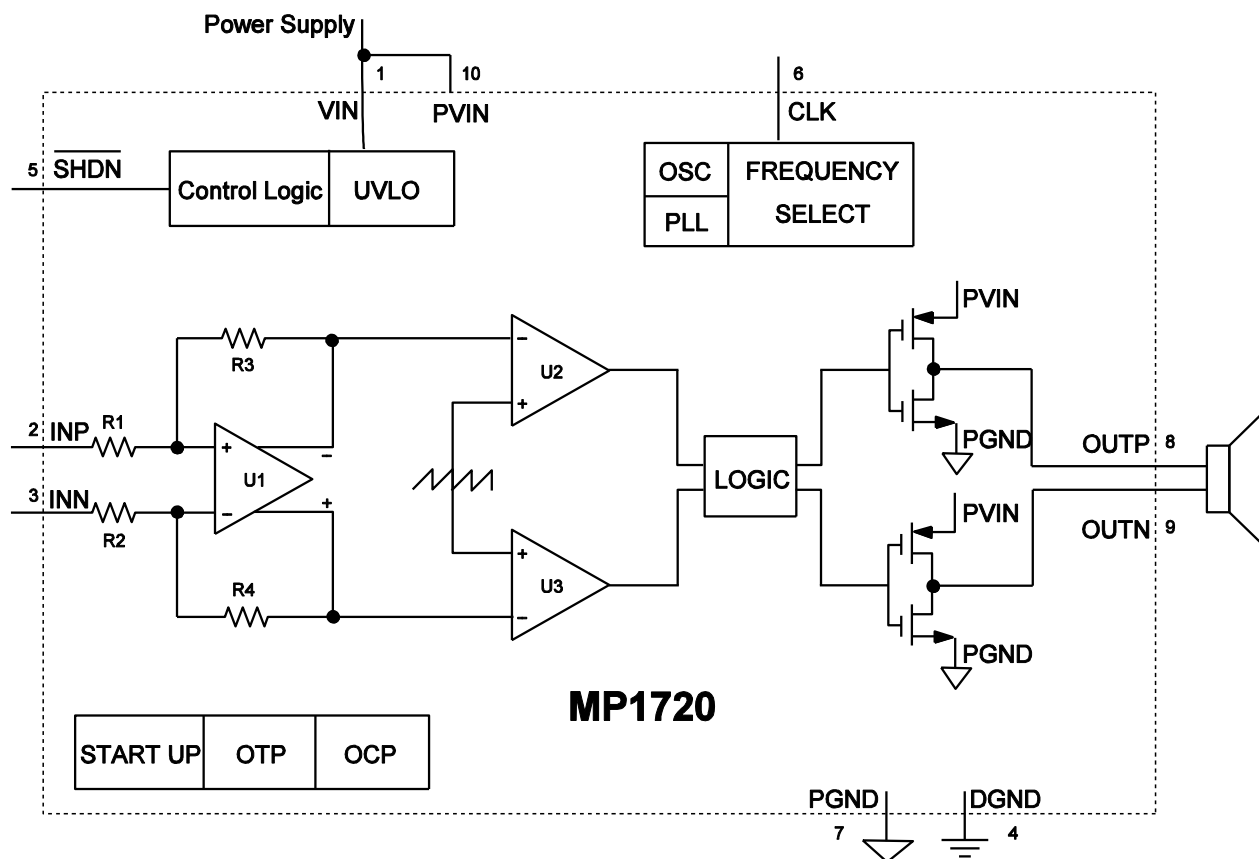 Power Supply
1
10
6
VIN
PVIN
CLK
5
SHDN
Control Logic
UVLO
OSC
PLL
FREQUENCY
SELECT
R3
-
U2
+
PVIN
PGND
2
INP
R1
+
-
U1
-
+
3
INN
R2
R4
+
U3
-
LOGIC
OUTP
8
OUTN
9
PVIN
PGND
MP1720
START UP
OTP
OCP
PGND
DGND
7
4